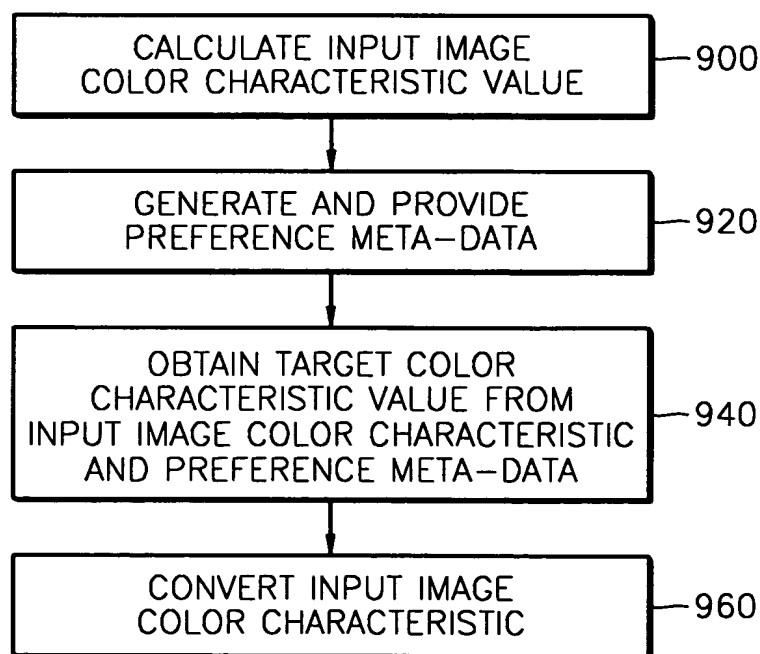 CALCULATE INPUT IMAGE
COLOR CHARACTERISTIC VALUE
900
GENERATE AND PROVIDE
PREFERENCE META-DATA
920
OBTAIN TARGET COLOR
CHARACTERISTIC VALUE FROM
INPUT IMAGE COLOR CHARACTERISTIC
AND PREFERENCE META-DATA
940
CONVERT INPUT IMAGE
COLOR CHARACTERISTIC
960